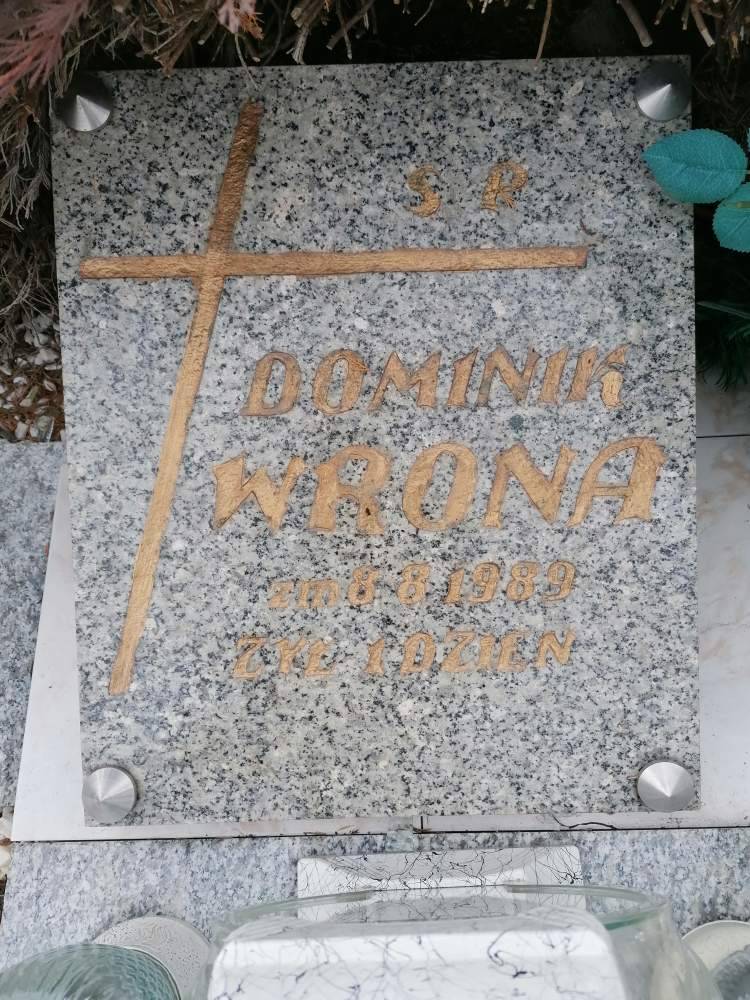 S R
DOMINIK
WRONA
zm 8 8 1989
ŻYŁ 1 DZIEŃ